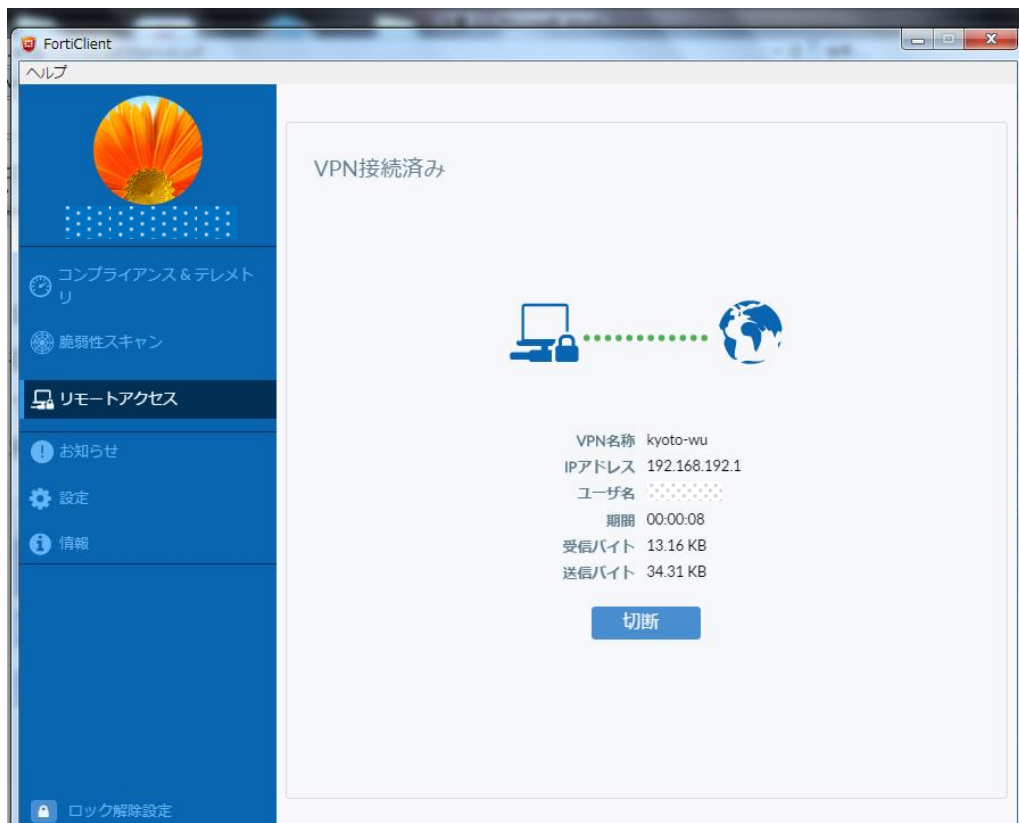 FortiClient
ヘルプ
コンプライアンス & テレメト
リ
脆弱性スキャン
リモートアクセス
お知らせ
設定
情報
ロック解除設定
VPN接続済み
VPN名称 kyoto-wu
IPアドレス 192.168.192.1
ユーザ名
期間 00:00:08
受信バイト 13.16 KB
送信バイト 34.31 KB
切断